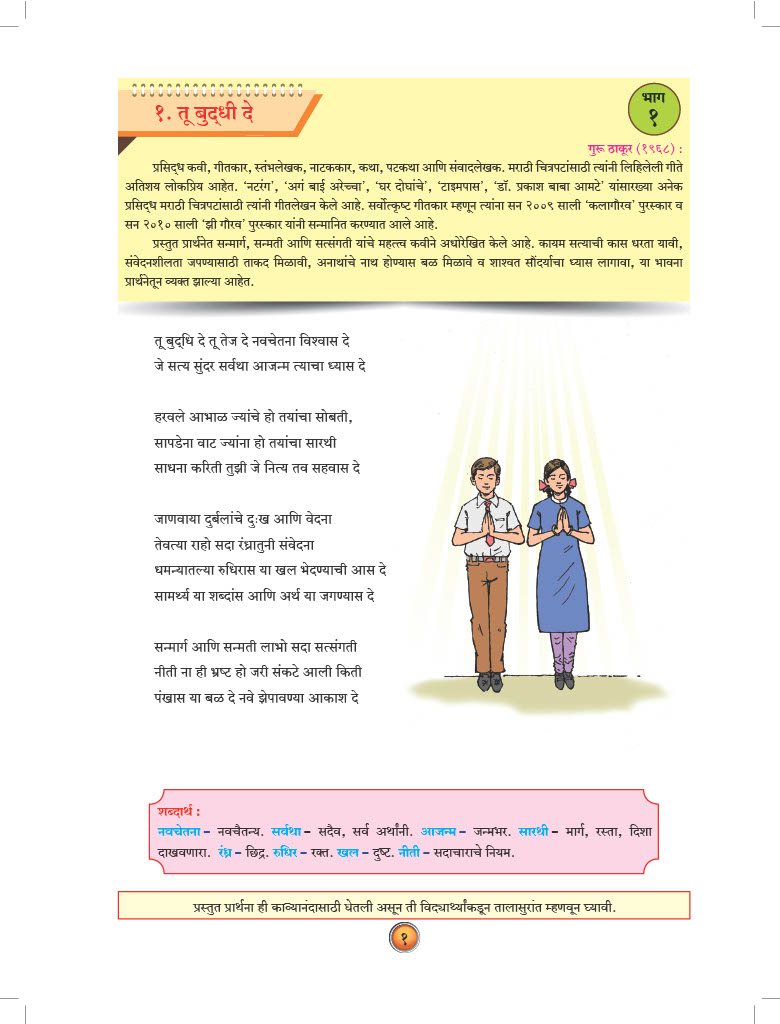 १. तू बुद्धी दे
भाग
१
गुरू ठाकूर (१९६८) :
प्रसिद्ध कवी, गीतकार, स्तंभलेखक, नाटककार, कथा, पटकथा आणि संवादलेखक. मराठी चित्रपटांसाठी त्यांनी लिहिलेली गीते
अतिशय लोकप्रिय आहेत. ‘नटरंग’, ‘अगं बाई अरेच्चा’, ‘घर दोघांचे’, ‘टाइमपास’, ‘डॉ. प्रकाश बाबा आमटे’ यांसारख्या अनेक
प्रसिद्ध मराठी चित्रपटांसाठी त्यांनी गीतलेखन केले आहे. सर्वोत्कृष्ट गीतकार म्हणून त्यांना सन २००९ साली ‘कलागौरव’ पुरस्कार व
सन २०१० साली ‘झी गौरव’ पुरस्कार यांनी सन्मानित करण्यात आले आहे.
प्रस्तुत प्रार्थनेत सन्मार्ग, सन्मती आणि सत्संगती यांचे महत्त्व कवीने अधोरेखित केले आहे. कायम सत्याची कास धरता यावी,
संवेदनशीलता जपण्यासाठी ताकद मिळावी, अनाथांचे नाथ होण्यास बळ मिळावे व शाश्वत सौंदर्याचा ध्यास लागावा, या भावना
प्रार्थनेतून व्यक्त झाल्या आहेत.
तू बुद्धि दे तू तेज दे नवचेतना विश्वास दे
जे सत्य सुंदर सर्वथा आजन्म त्याचा ध्यास दे
हरवले आभाळ ज्यांचे हो तयांचा सोबती,
सापडेना वाट ज्यांना हो तयांचा सारथी
साधना करिती तुझी जे नित्य तव सहवास दे
जाणवाया दुर्बलांचे दुःख आणि वेदना
तेवत्या राहो सदा रंध्रातुनी संवेदना
धमन्यातल्या रुधिरास या खल भेदण्याची आस दे
सामर्थ्य या शब्दांस आणि अर्थ या जगण्यास दे
सन्मार्ग आणि सन्मती लाभो सदा सत्संगती
नीती ना ही भ्रष्ट हो जरी संकटे आली किती
पंखास या बळ दे नवे झेपावण्या आकाश दे
शब्दार्थ :
नवचेतना – नवचैतन्य. सर्वथा – सदैव, सर्व अर्थांनी. आजन्म – जन्मभर. सारथी – मार्ग, रस्ता, दिशा
दाखवणारा. रंध्र – छिद्र. रुधिर – रक्त. खल – दुष्ट. नीती – सदाचाराचे नियम.
प्रस्तुत प्रार्थना ही काव्यानंदासाठी घेतली असून ती विद्यार्थ्यांकडून तालासुरांत म्हणवून घ्यावी.
१